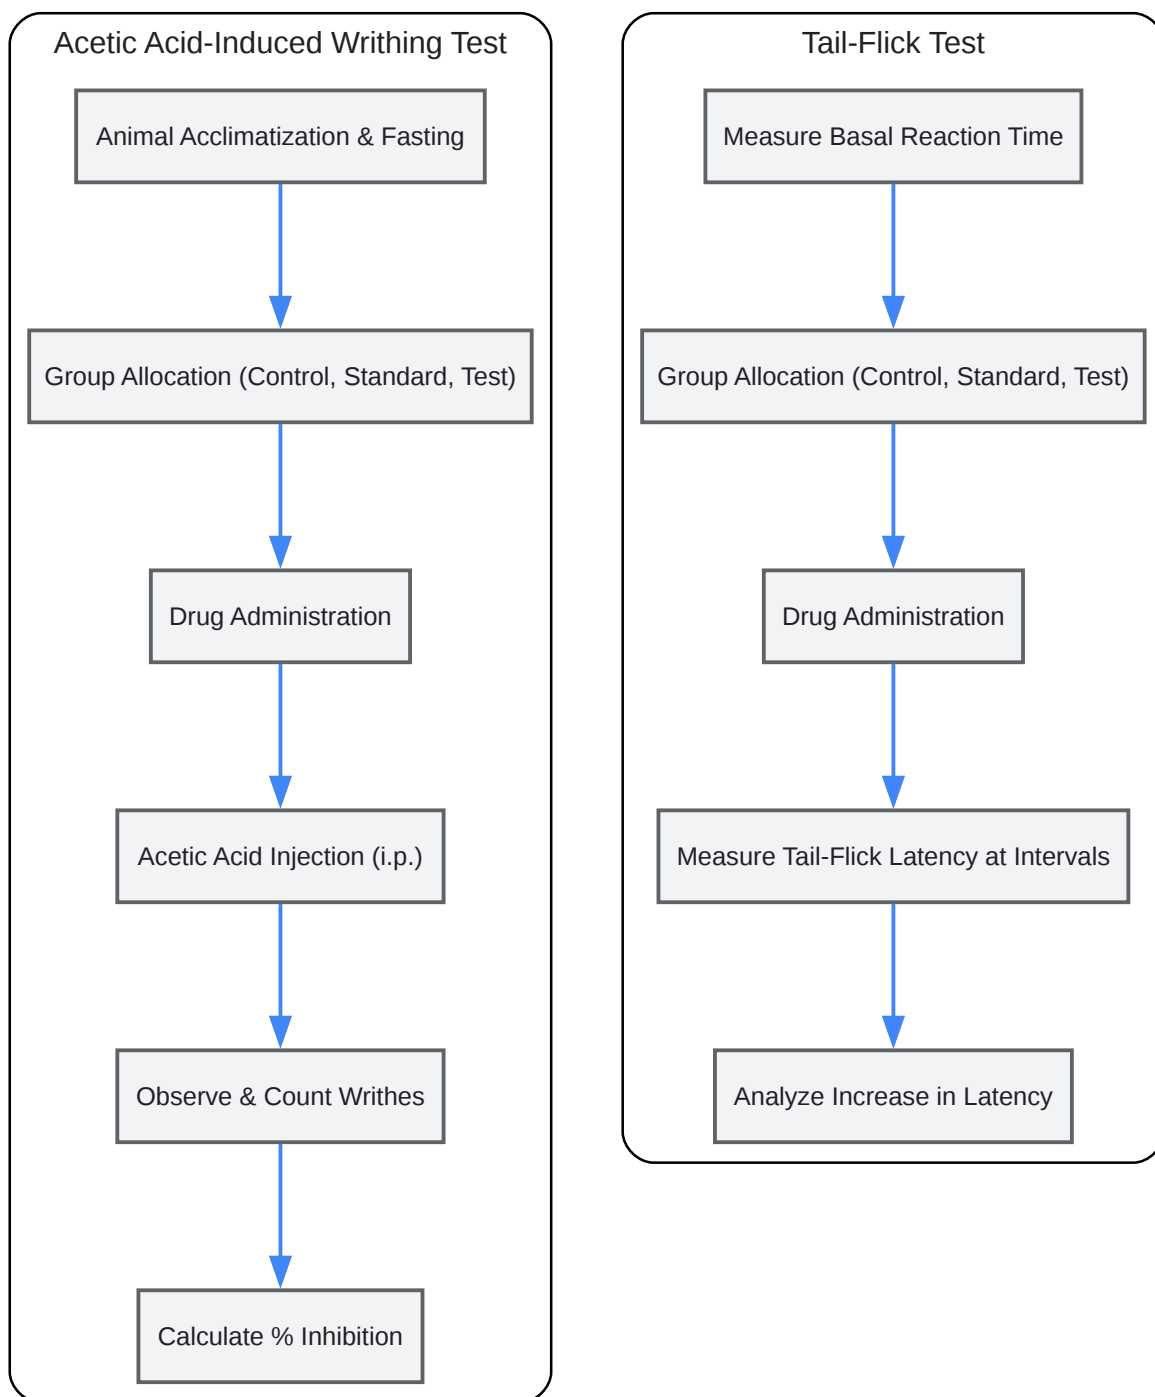 Acetic Acid-Induced Writhing Test
Animal Acclimatization & Fasting
Group Allocation (Control, Standard, Test)
Drug Administration
Acetic Acid Injection (i.p.)
Observe & Count Writhes
Calculate % Inhibition
Tail-Flick Test
Measure Basal Reaction Time
Group Allocation (Control, Standard, Test)
Drug Administration
Measure Tail-Flick Latency at Intervals
Analyze Increase in Latency